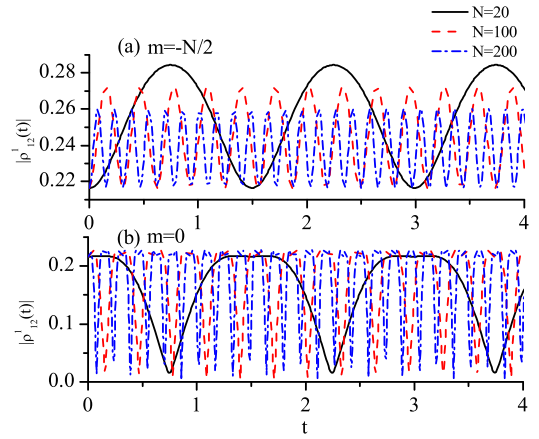 N=20
N=100
N=200
(a) m=-N/2
0.28
0.26
0.24
0.22
|ρ¹₁₂(t)|
0 1 2 3 4
(b) m=0
0.2
0.1
0.0
|ρ¹₁₂(t)|
0 1 2 3 4
t